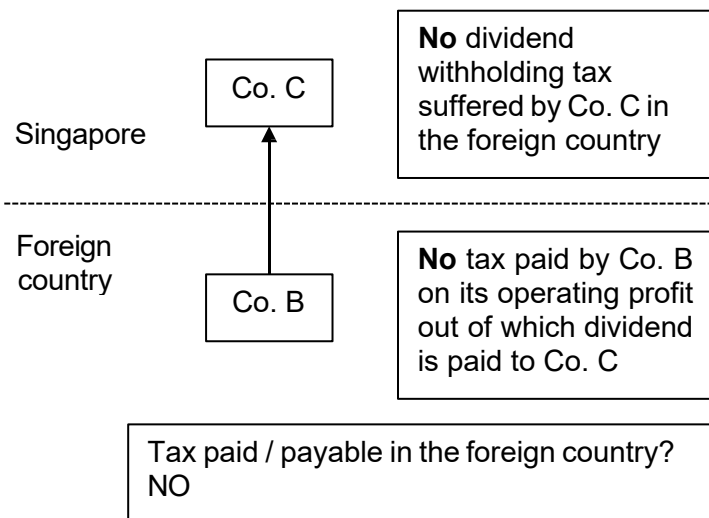 Co. C
No dividend
withholding tax
suffered by Co. C in
the foreign country
Singapore
Foreign
country
Co. B
No tax paid by Co. B
on its operating profit
out of which dividend
is paid to Co. C
Tax paid / payable in the foreign country?
NO